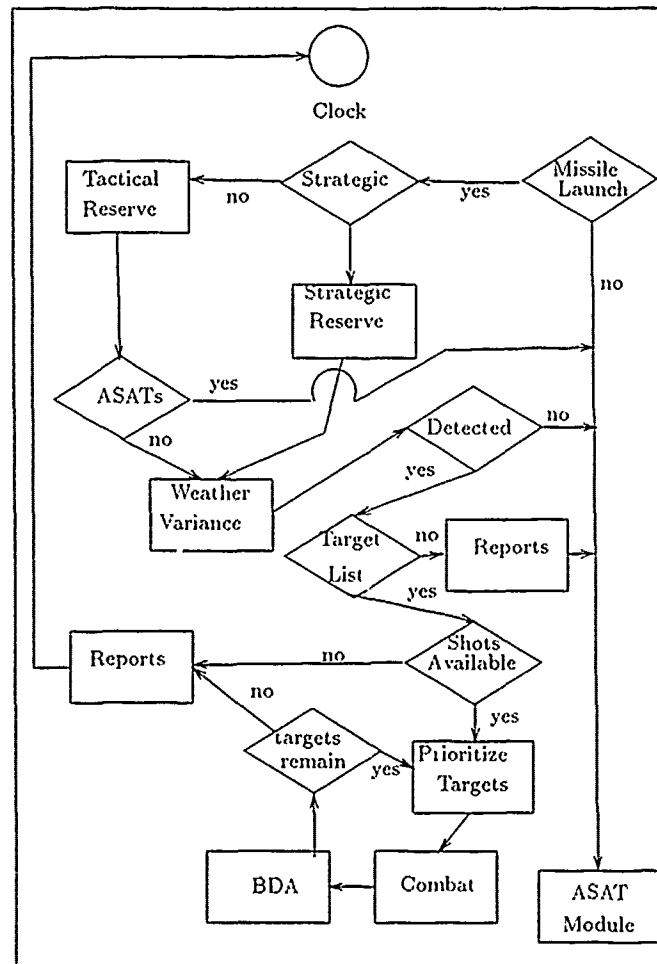 Clock
Tactical
Reserve
no
Strategic
yes
Missile
Launch
no
Strategic
Reserve
ASATs
yes
no
Detected
no
yes
Weather
Variance
Target
List
no
Reports
yes
Shots
Available
no
Reports
yes
no
targets
remain
yes
Prioritize
Targets
BDA
Combat
ASAT
Module